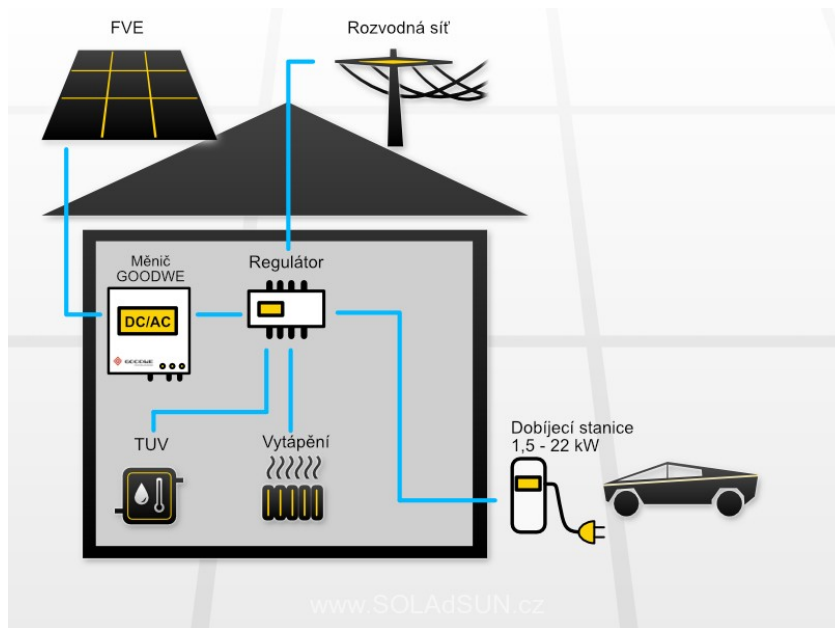 FVE
Rozvodná síť
Měnič
GOODWE
Regulátor
DC/AC
GOODWE
TUV
Vytápění
Dobíjecí stanice
1,5 - 22 kW
www.SOLAdSUN.cz